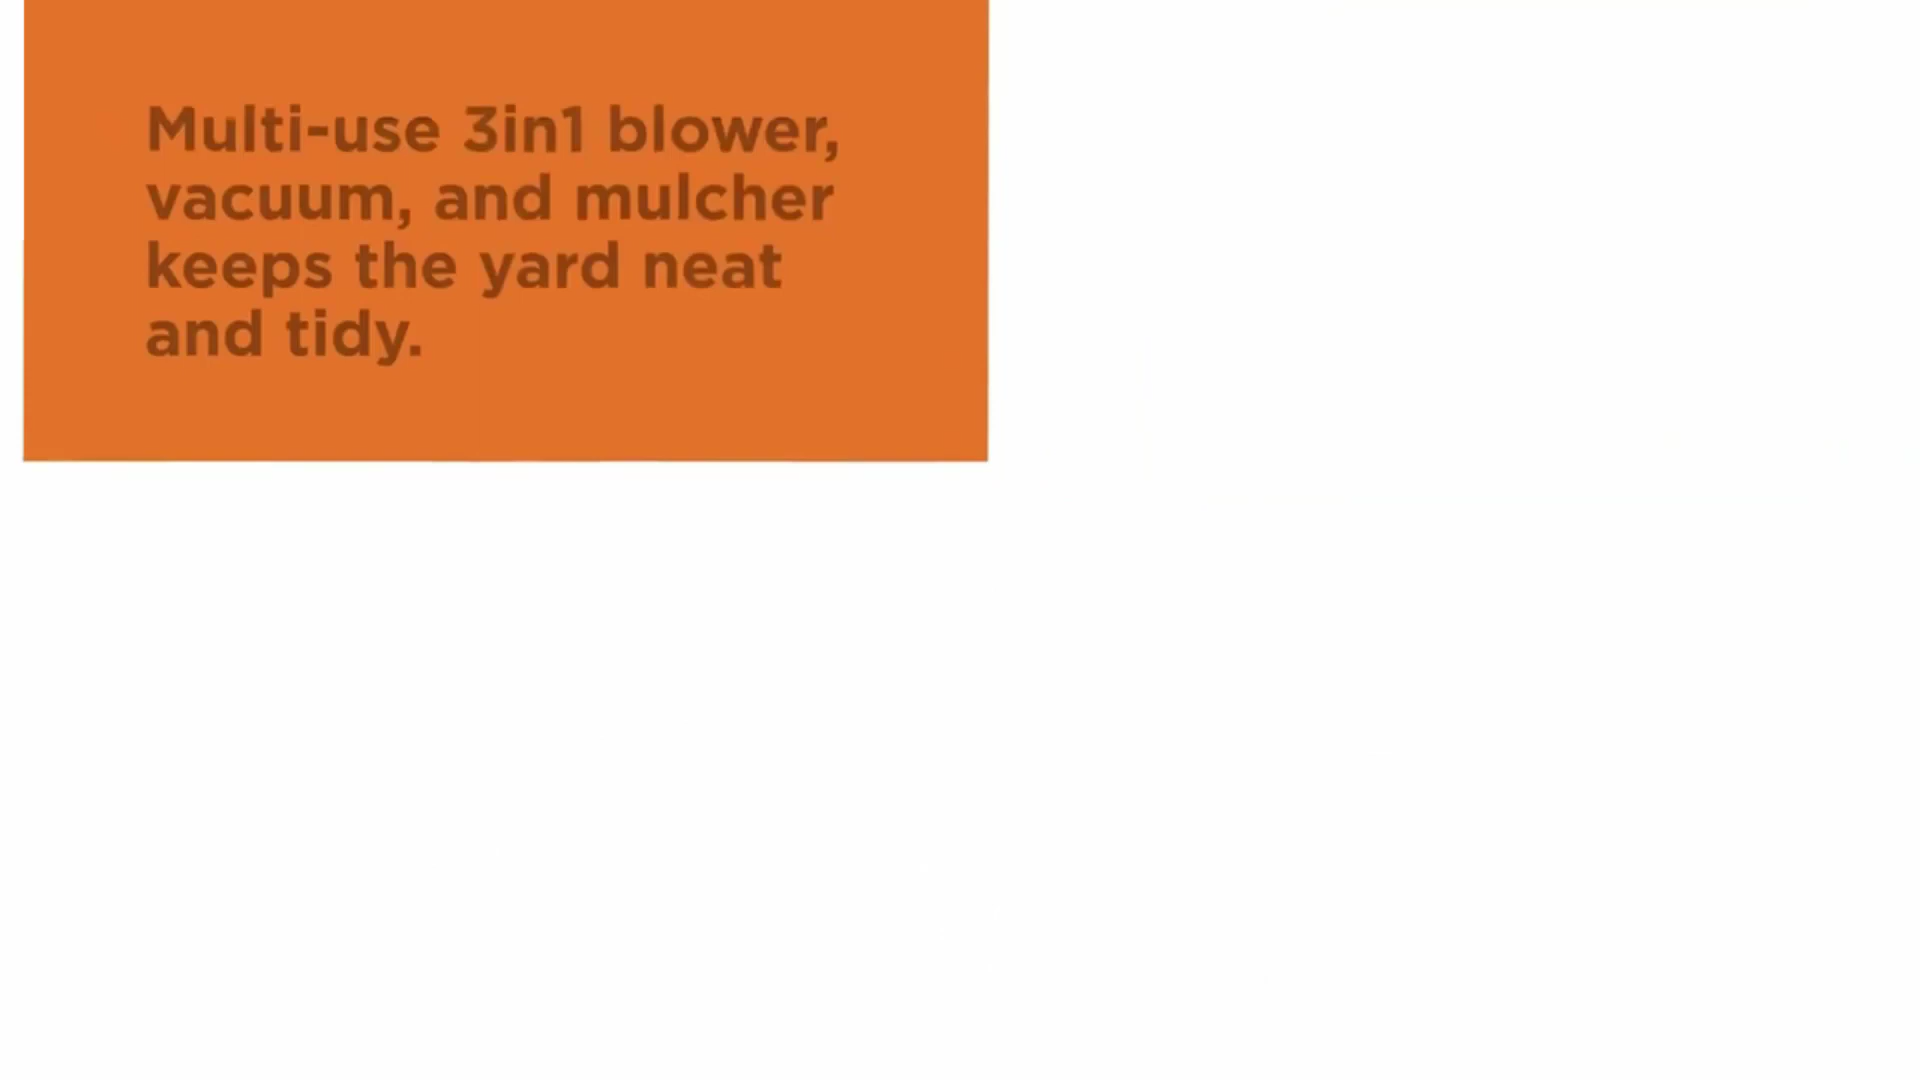 Multi-use 3in1 blower,
vacuum, and mulcher
keeps the yard neat
and tidy.